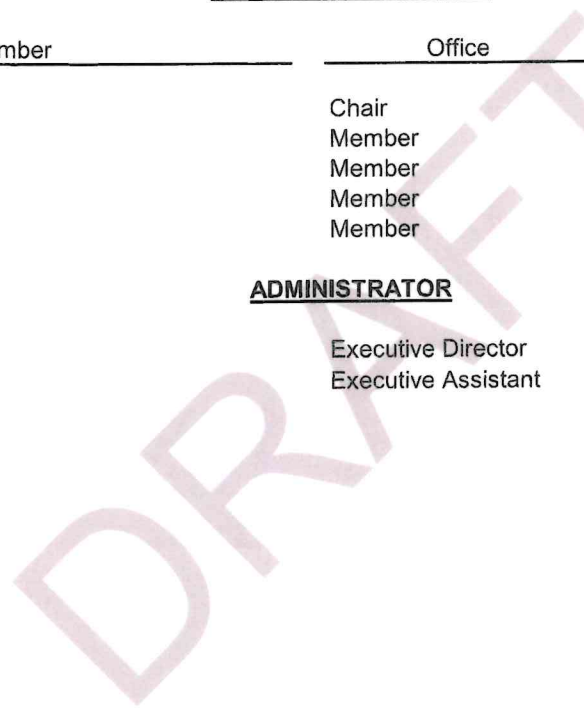 mber Office
Chair
Member
Member
Member
Member
ADMINISTRATOR
Executive Director
Executive Assistant
DRAFT